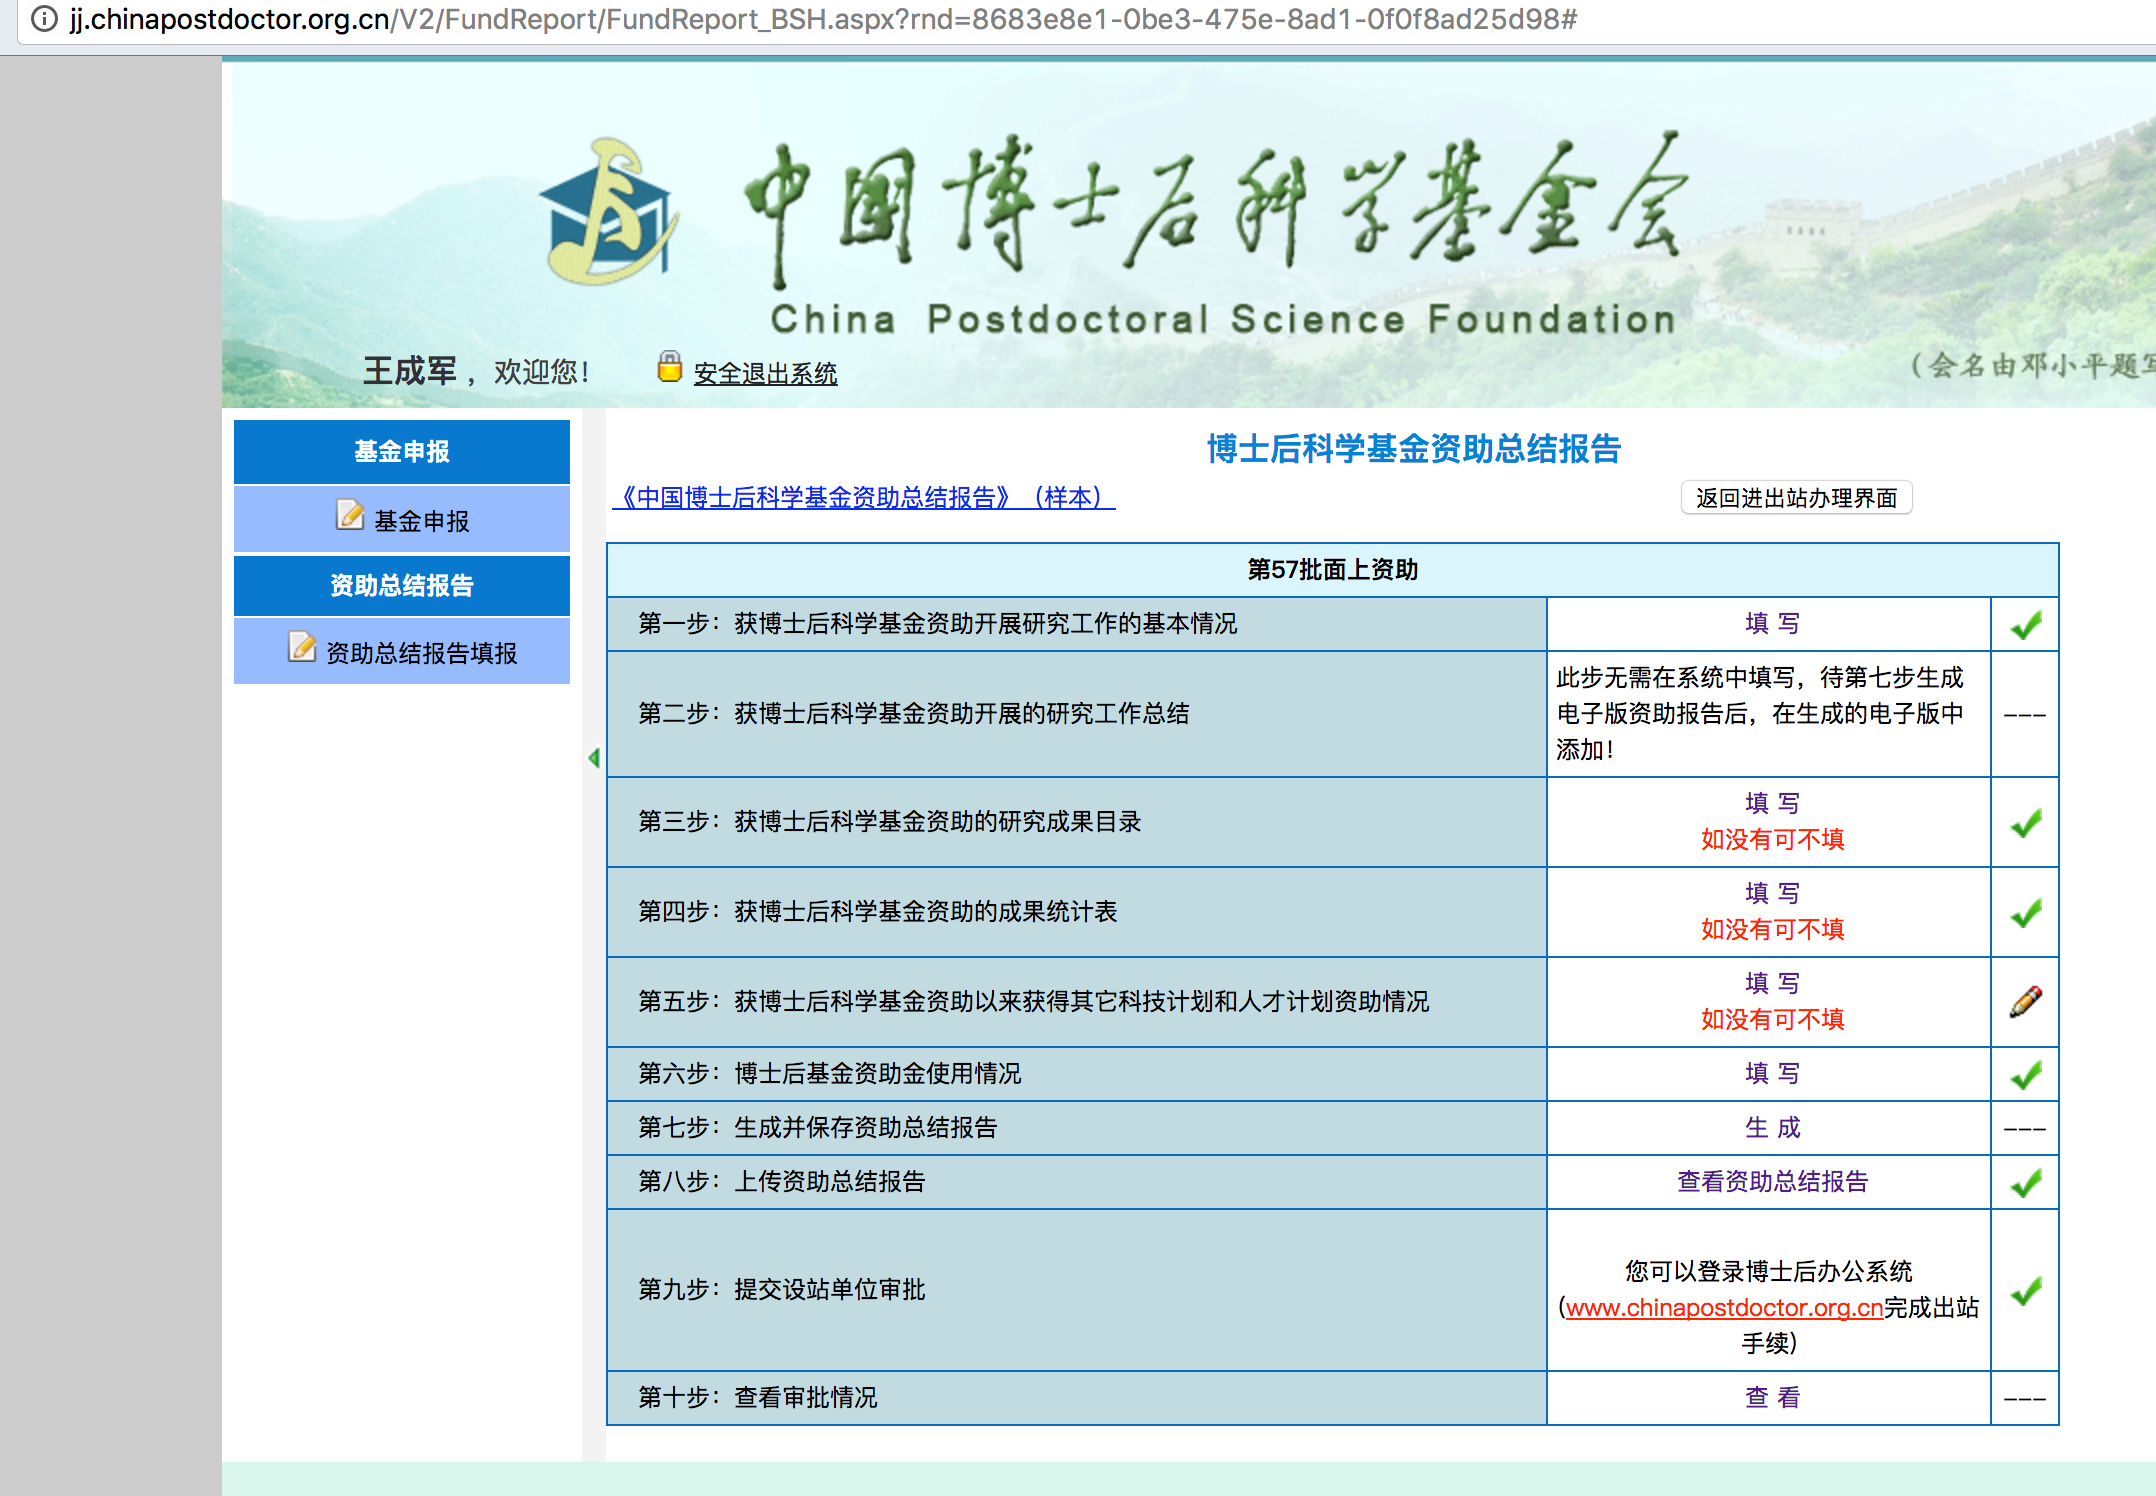 jj.chinapostdoctor.org.cn/V2/FundReport/FundReport_BSH.aspx?rnd=8683e8e1-0be3-475e-8ad1-0f0f8ad25d98#
中国博士后科学基金会
China Postdoctoral Science Foundation
王成军，欢迎您！
安全退出系统
（会名由邓小平题写
基金申报
基金申报
资助总结报告
资助总结报告填报
博士后科学基金资助总结报告
《中国博士后科学基金资助总结报告》（样本）
返回进出站办理界面
第57批面上资助
第一步：获博士后科学基金资助开展研究工作的基本情况
填 写
第二步：获博士后科学基金资助开展的研究工作总结
此步无需在系统中填写，待第七步生成
电子版资助报告后，在生成的电子版中
添加！
---
第三步：获博士后科学基金资助的研究成果目录
填 写
如没有可不填
第四步：获博士后科学基金资助的成果统计表
填 写
如没有可不填
第五步：获博士后科学基金资助以来获得其它科技计划和人才计划资助情况
填 写
如没有可不填
第六步：博士后基金资助金使用情况
填 写
第七步：生成并保存资助总结报告
生 成
---
第八步：上传资助总结报告
查看资助总结报告
第九步：提交设站单位审批
您可以登录博士后办公系统
(www.chinapostdoctor.org.cn完成出站
手续)
第十步：查看审批情况
查 看
---